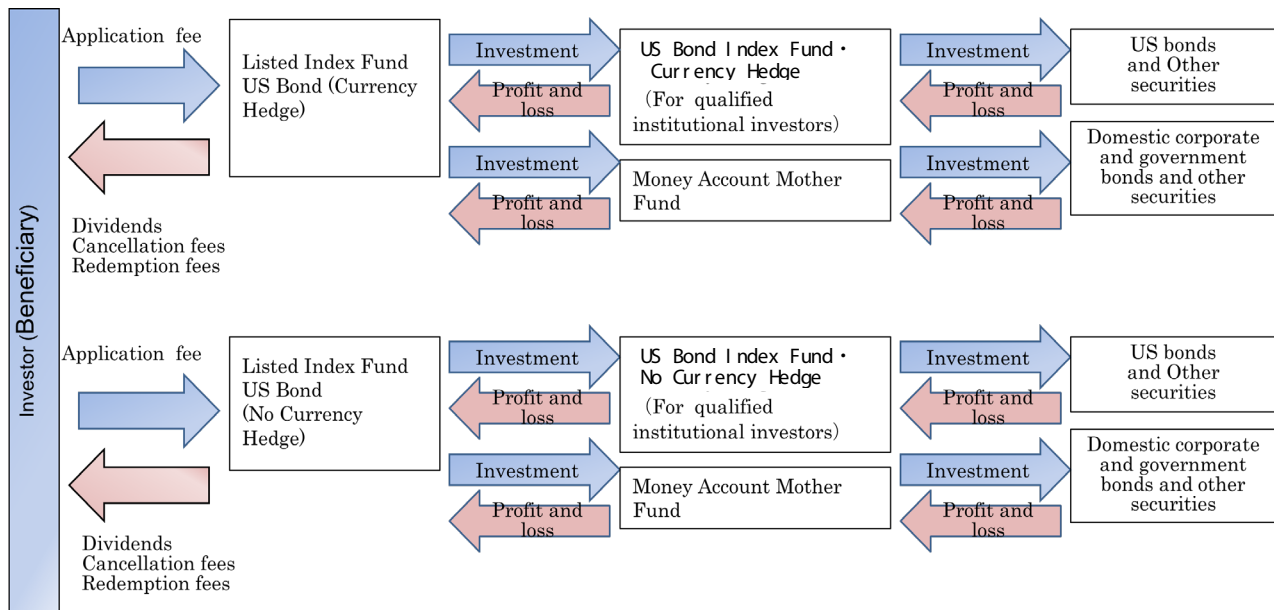 Investor (Beneficiary)
Application fee
Dividends
Cancellation fees
Redemption fees
Listed Index Fund
US Bond (Currency
Hedge)
Investment
Profit and
loss
Investment
Profit and
loss
US Bond Index Fund・
Currency Hedge
(For qualified
institutional investors)
Money Account Mother
Fund
Investment
Profit and
loss
Investment
Profit and
loss
US bonds
and Other
securities
Domestic corporate
and government
bonds and other
securities
Application fee
Dividends
Cancellation fees
Redemption fees
Listed Index Fund
US Bond
(No Currency
Hedge)
Investment
Profit and
loss
Investment
Profit and
loss
US Bond Index Fund・
No Currency Hedge
(For qualified
institutional investors)
Money Account Mother
Fund
Investment
Profit and
loss
Investment
Profit and
loss
US bonds
and Other
securities
Domestic corporate
and government
bonds and other
securities